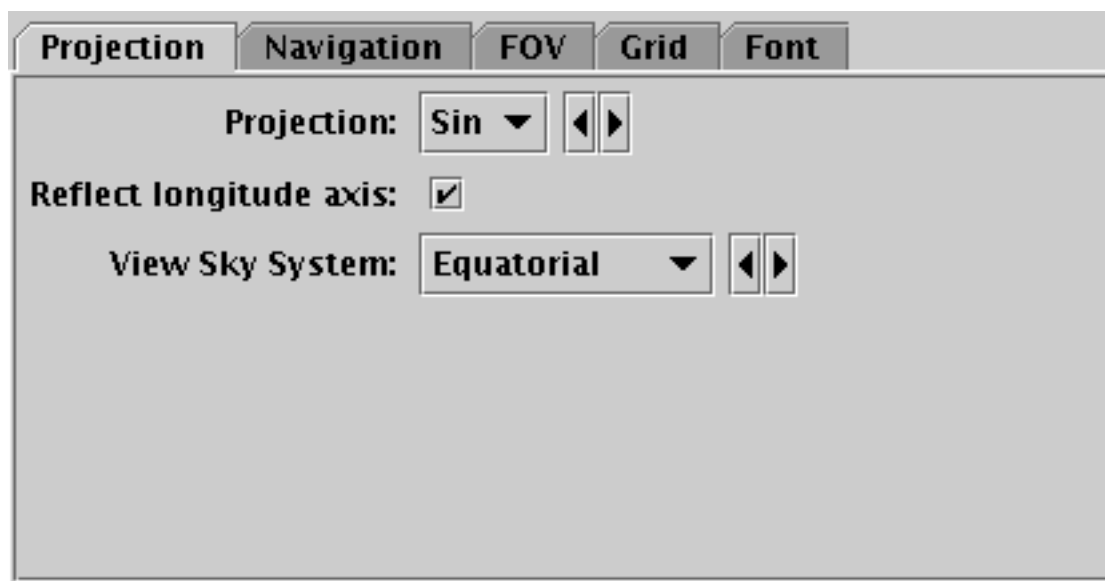 Projection Navigation FOV Grid Font
Projection: Sin
Reflect longitude axis:
View Sky System: Equatorial